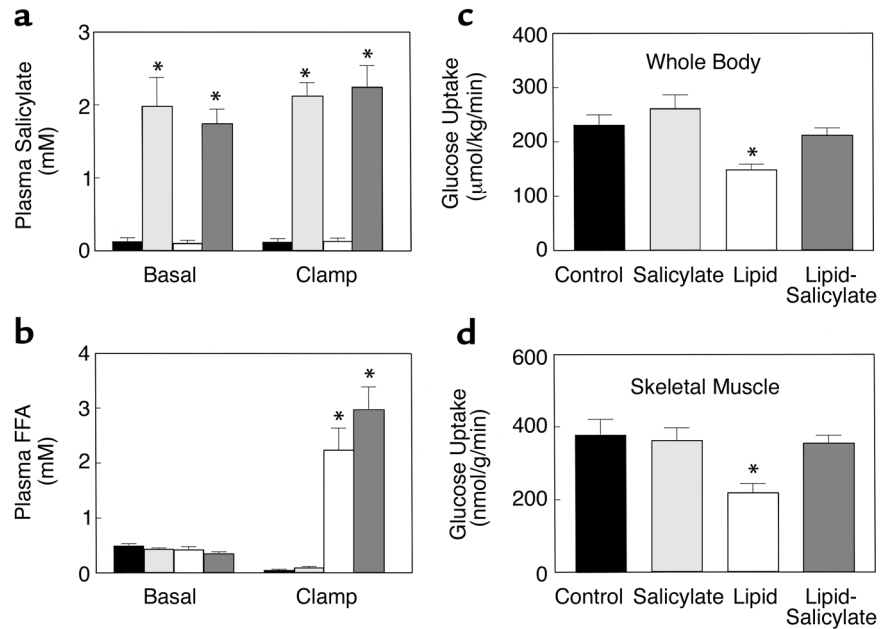 a
Plasma Salicylate
(mM)
3
2
1
0
*
*
*
*
Basal
Clamp
b
Plasma FFA
(mM)
4
3
2
1
0
*
*
Basal
Clamp
c
Glucose Uptake
(μmol/kg/min)
400
300
200
100
0
Whole Body
*
Control
Salicylate
Lipid
Lipid-
Salicylate
d
Glucose Uptake
(nmol/g/min)
600
400
200
0
Skeletal Muscle
*
Control
Salicylate
Lipid
Lipid-
Salicylate